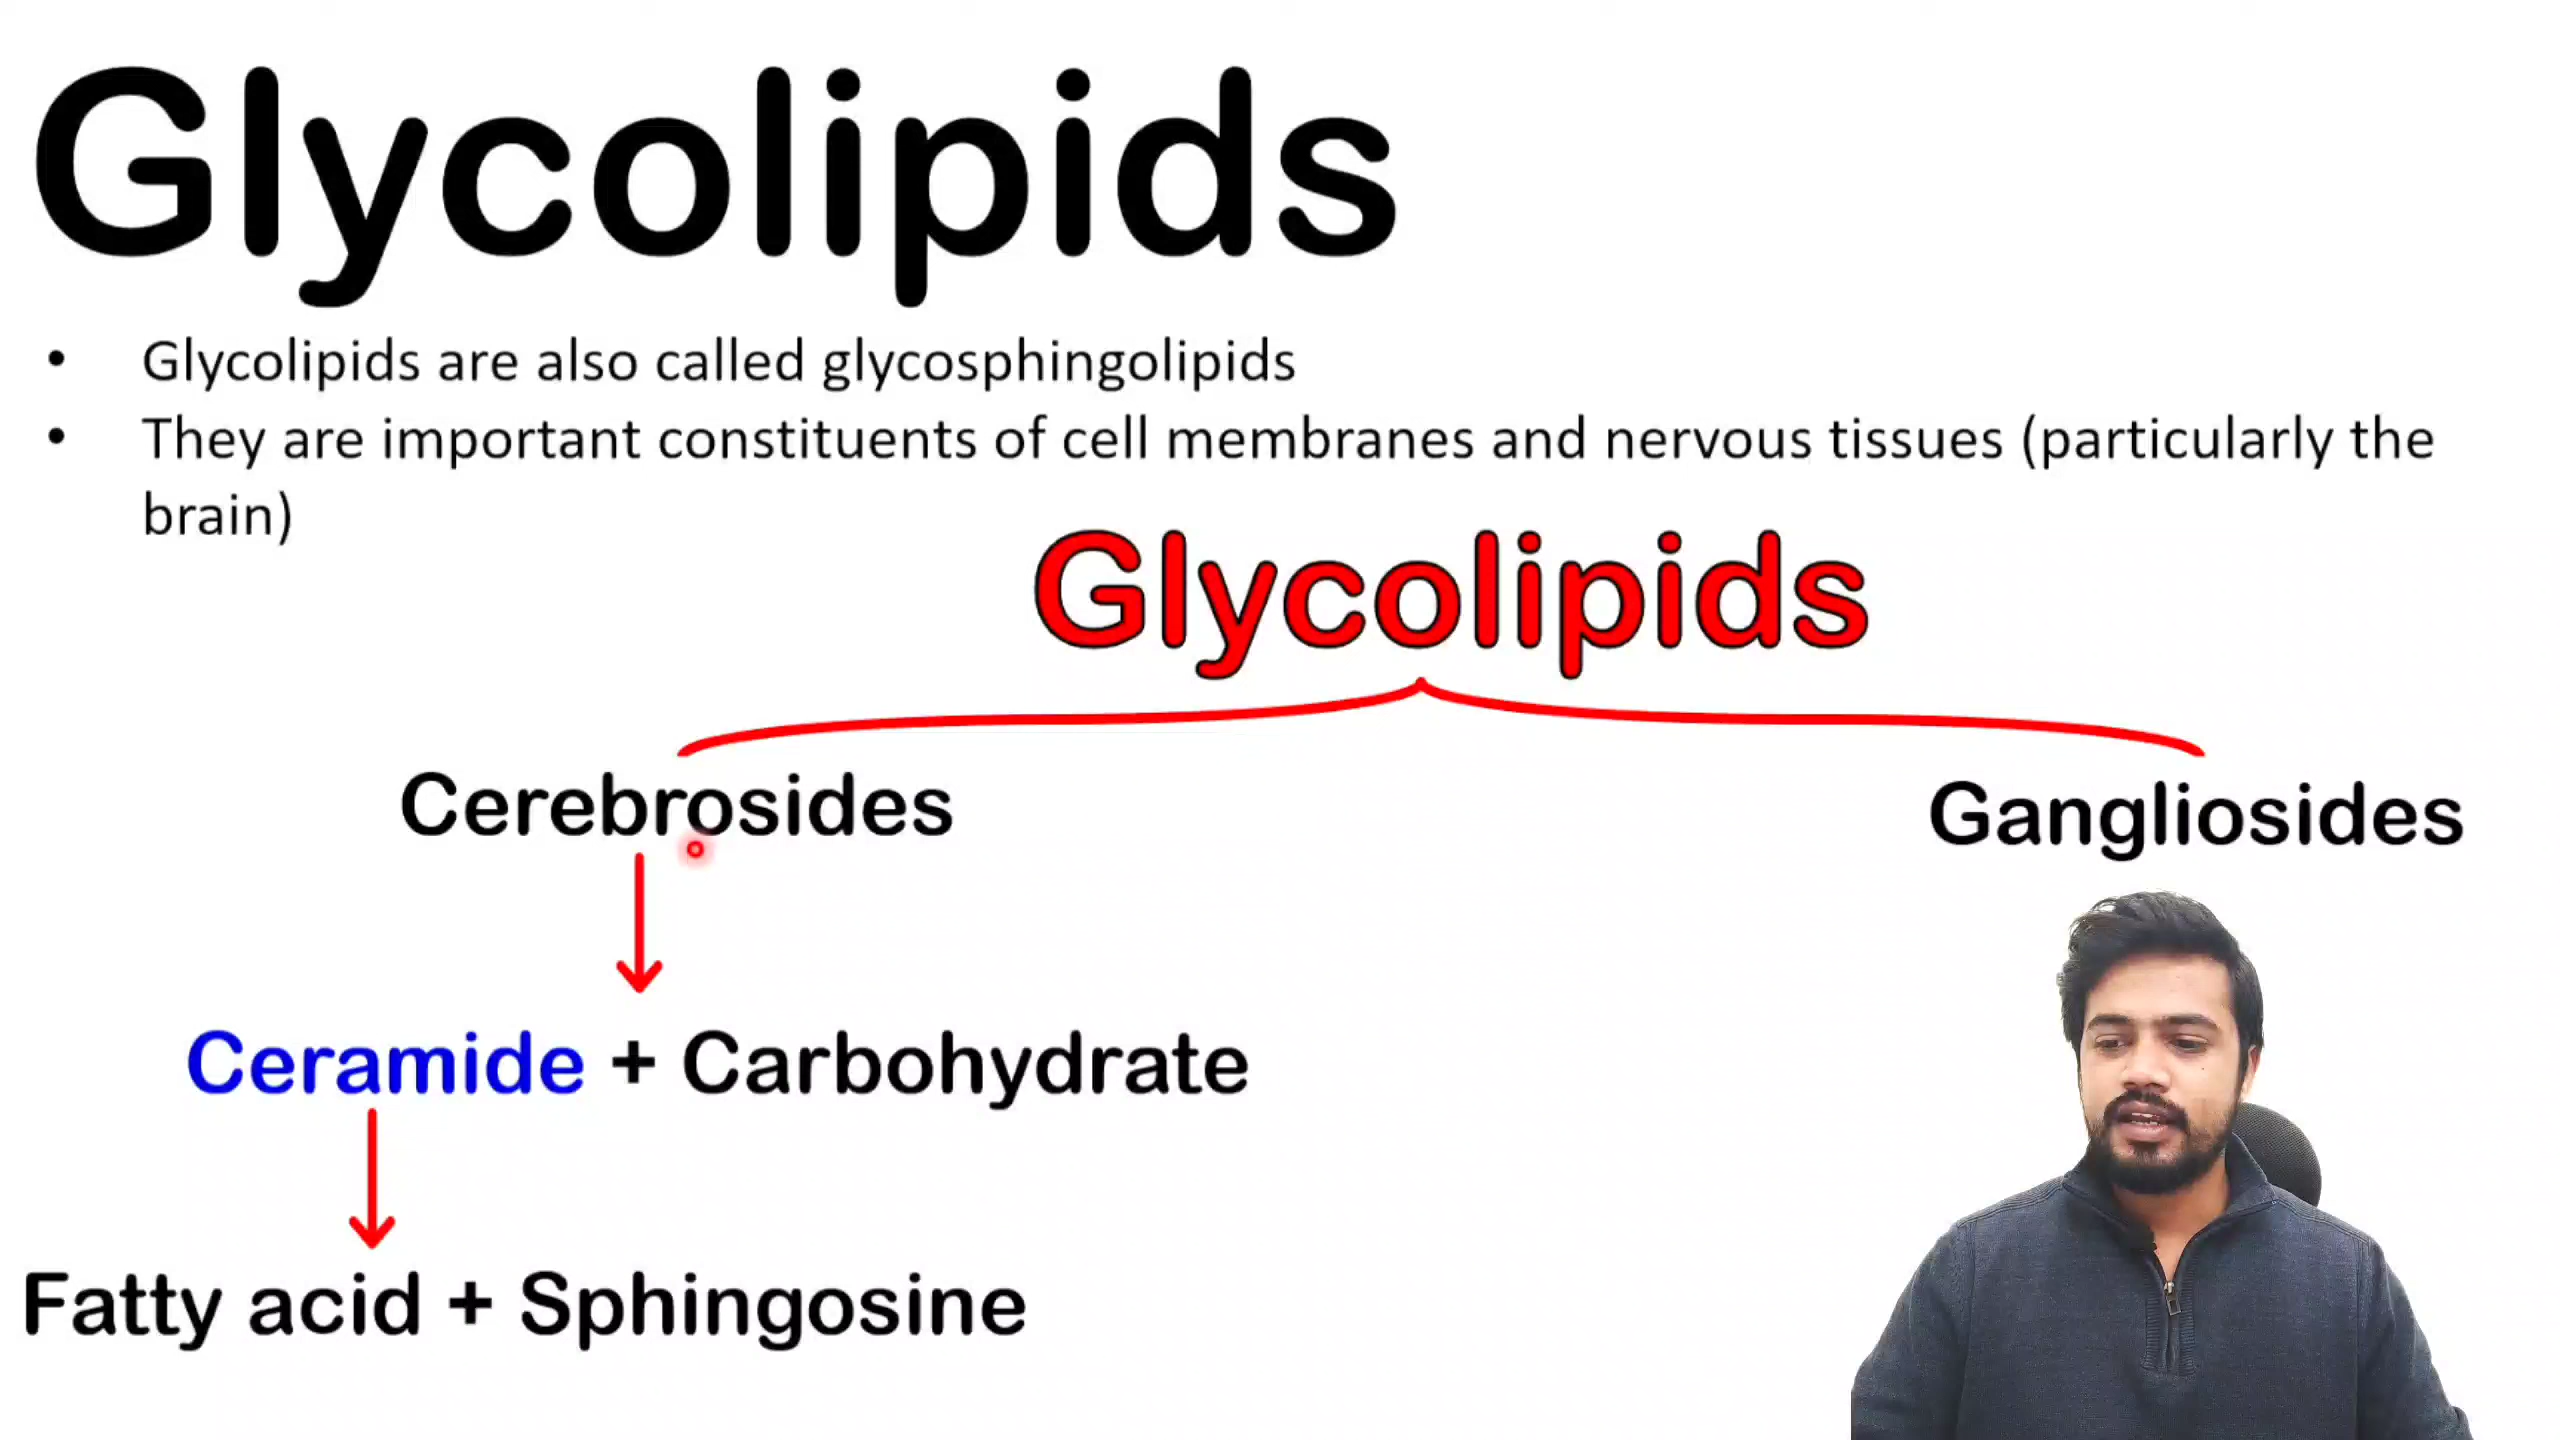 Glycolipids
• Glycolipids are also called glycosphingolipids
• They are important constituents of cell membranes and nervous tissues (particularly the
brain)
Glycolipids
Cerebrosides
Gangliosides
Ceramide + Carbohydrate
Fatty acid + Sphingosine